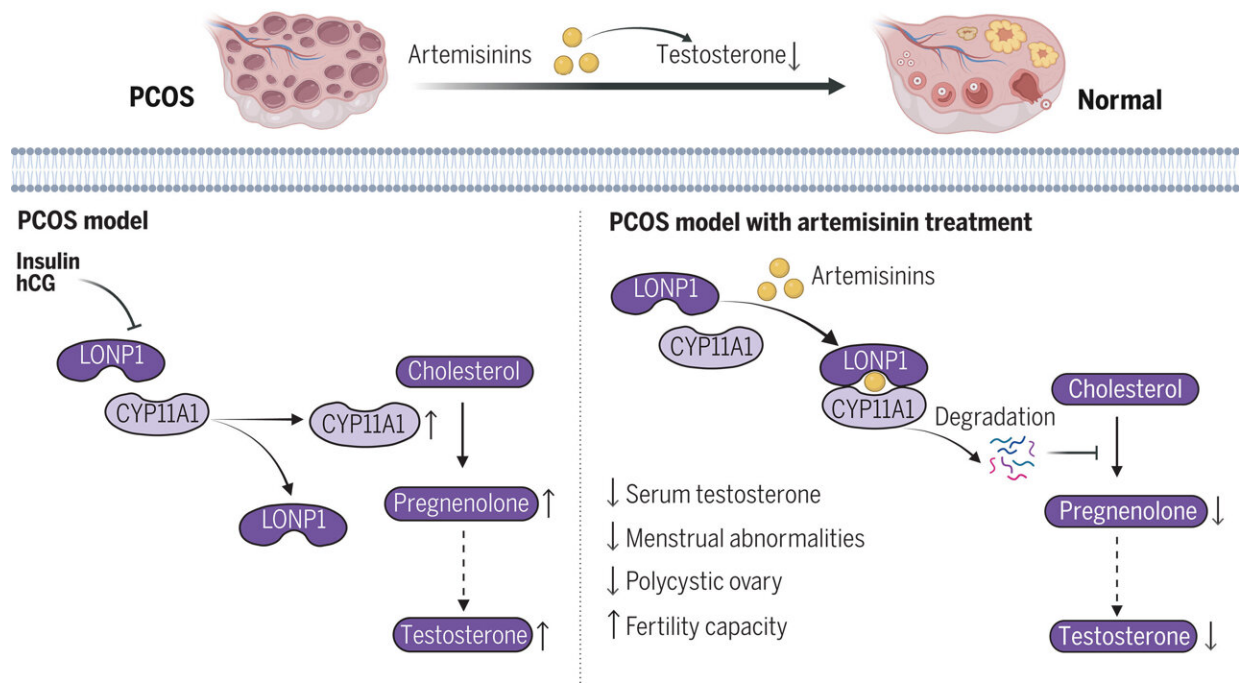 PCOS
Artemisinins
Testosterone ↓
Normal
PCOS model
Insulin
hCG
LONP1
CYP11A1
CYP11A1 ↑
LONP1
Cholesterol
Pregnenolone ↑
Testosterone ↑
PCOS model with artemisinin treatment
LONP1
Artemisinins
CYP11A1
LONP1
CYP11A1
Degradation
Cholesterol
Pregnenolone ↓
Testosterone ↓
↓ Serum testosterone
↓ Menstrual abnormalities
↓ Polycystic ovary
↑ Fertility capacity